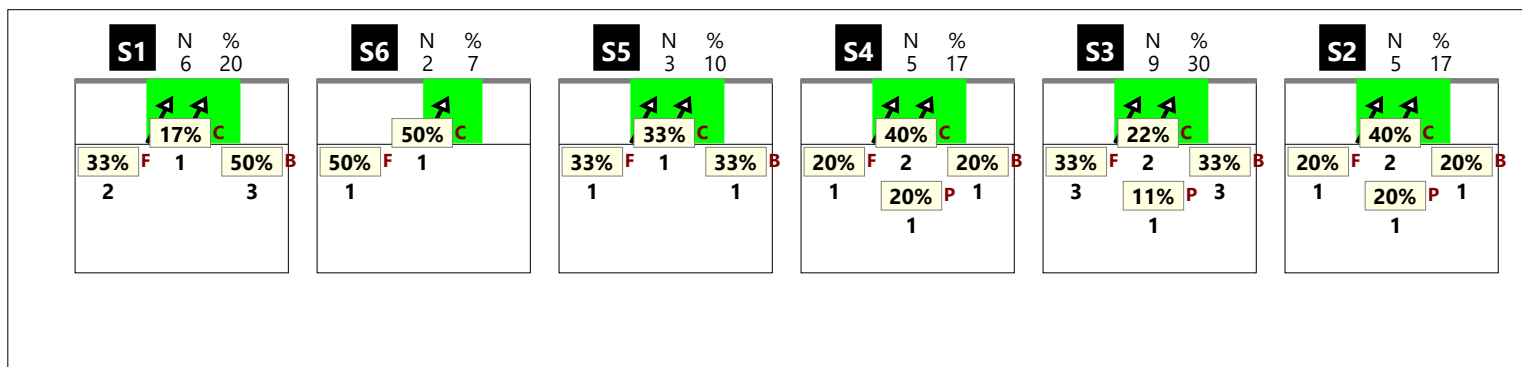 S1 N % S6 N % S5 N % S4 N % S3 N % S2 N %
6 20 2 7 3 10 5 17 9 30 5 17
17% C 50% C 33% C 40% C 22% C 40% C
33% F 1 50% B 50% F 1 33% F 1 33% B 20% F 2 20% B 33% F 2 33% B 20% F 2 20% B
2 3 1 1 1 1 20% P 1 3 11% P 3 1 20% P 1
1 1 1